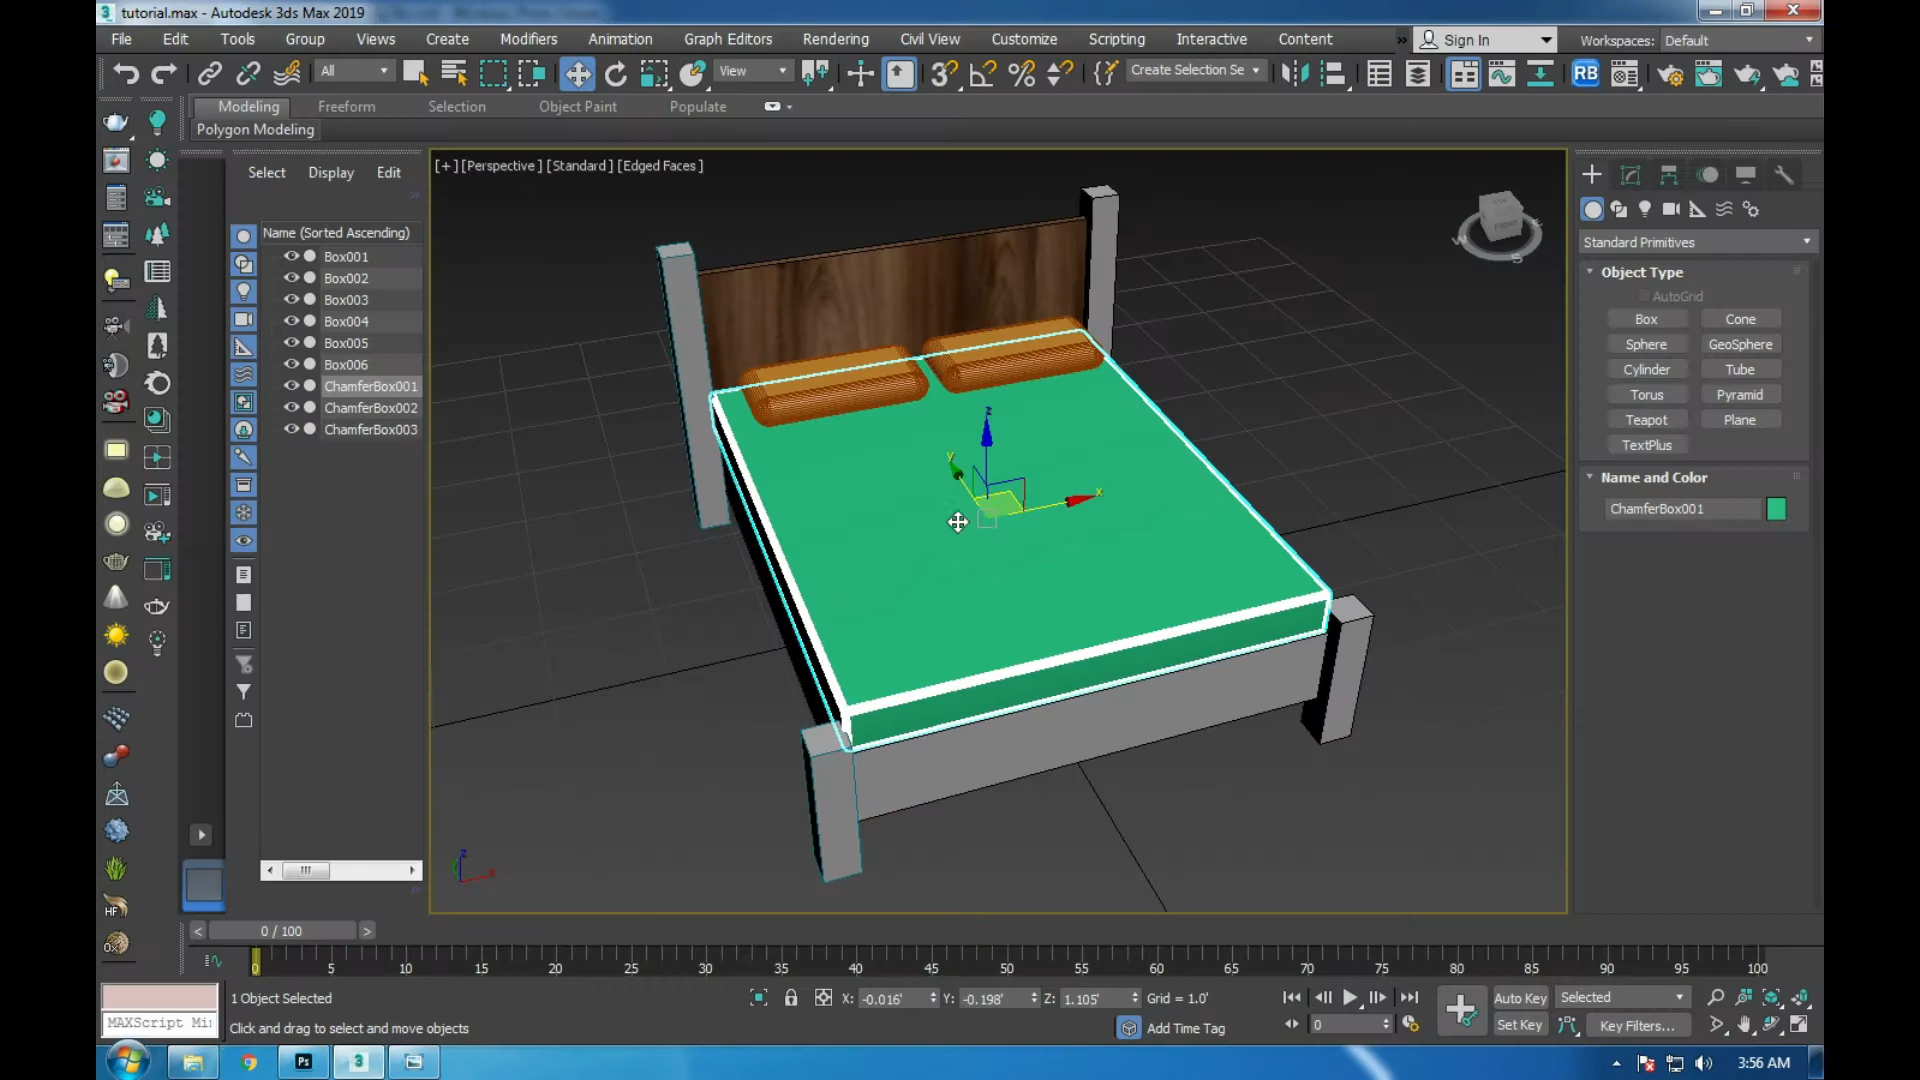 3 tutorial.max - Autodesk 3ds Max 2019
File Edit Tools Group Views Create Modifiers Animation Graph Editors Rendering Civil View Customize Scripting Interactive Content » Sign In Workspaces: Default
All View Create Selection Se RB
Modeling Freeform Selection Object Paint Populate
Polygon Modeling
Select Display Edit
Name (Sorted Ascending)
Box001
Box002
Box003
Box004
Box005
Box006
ChamferBox001
ChamferBox002
ChamferBox003
[+] [Perspective] [Standard] [Edged Faces]
z
y
x
W
S
Standard Primitives
Object Type
AutoGrid
Box Cone
Sphere GeoSphere
Cylinder Tube
Torus Pyramid
Teapot Plane
TextPlus
Name and Color
ChamferBox001
HF
< 0 / 100 >
0 5 10 15 20 25 30 35 40 45 50 55 60 65 70 75 80 85 90 95 100
1 Object Selected X: -0.016' Y: -0.198' Z: 1.105' Grid = 1.0' Auto Key Selected
MAXScript Mi Click and drag to select and move objects Add Time Tag 0 Set Key Key Filters...
Ps 3 3:56 AM